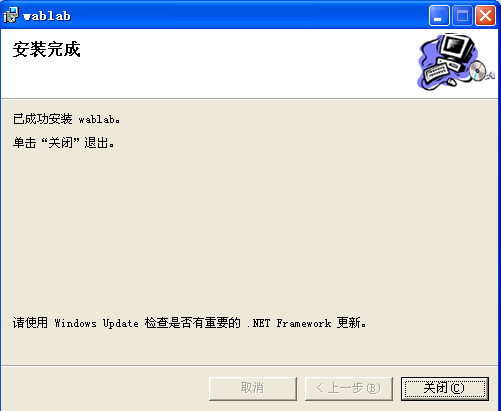 wablab
安装完成
已成功安装 wablab。
单击“关闭”退出。
请使用 Windows Update 检查是否有重要的 .NET Framework 更新。
取消
< 上一步(B)
关闭(C)